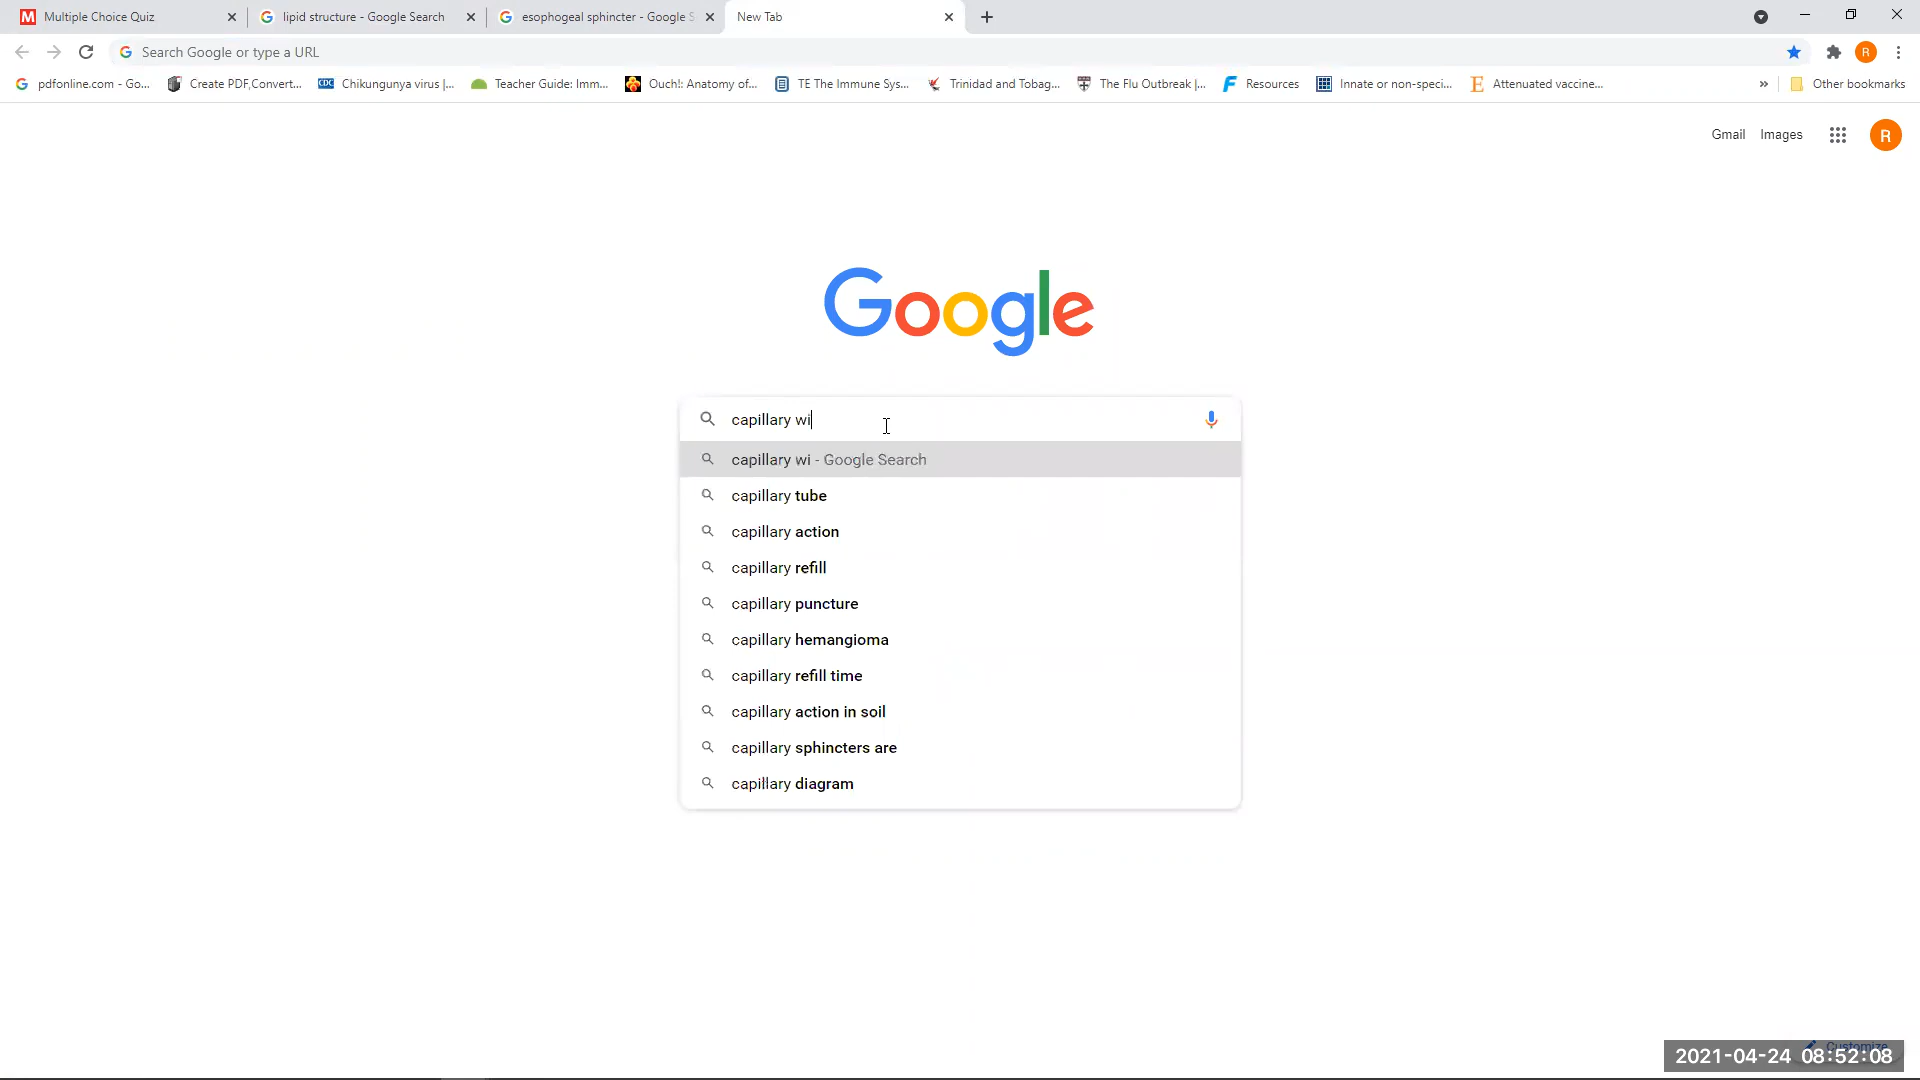 Multiple Choice Quiz
lipid structure - Google Search
esophogeal sphincter - Google S
New Tab
Search Google or type a URL
R
pdfonline.com - Go...
Create PDF,Convert...
CDC
Chikungunya virus |...
Teacher Guide: Imm...
Ouch!: Anatomy of...
TE The Immune Sys...
Trinidad and Tobag...
The Flu Outbreak |...
Resources
Innate or non-speci...
Attenuated vaccine...
Other bookmarks
Gmail
Images
R
Google
capillary wi
capillary wi - Google Search
capillary tube
capillary action
capillary refill
capillary puncture
capillary hemangioma
capillary refill time
capillary action in soil
capillary sphincters are
capillary diagram
Customize
2021-04-24 08:52:08